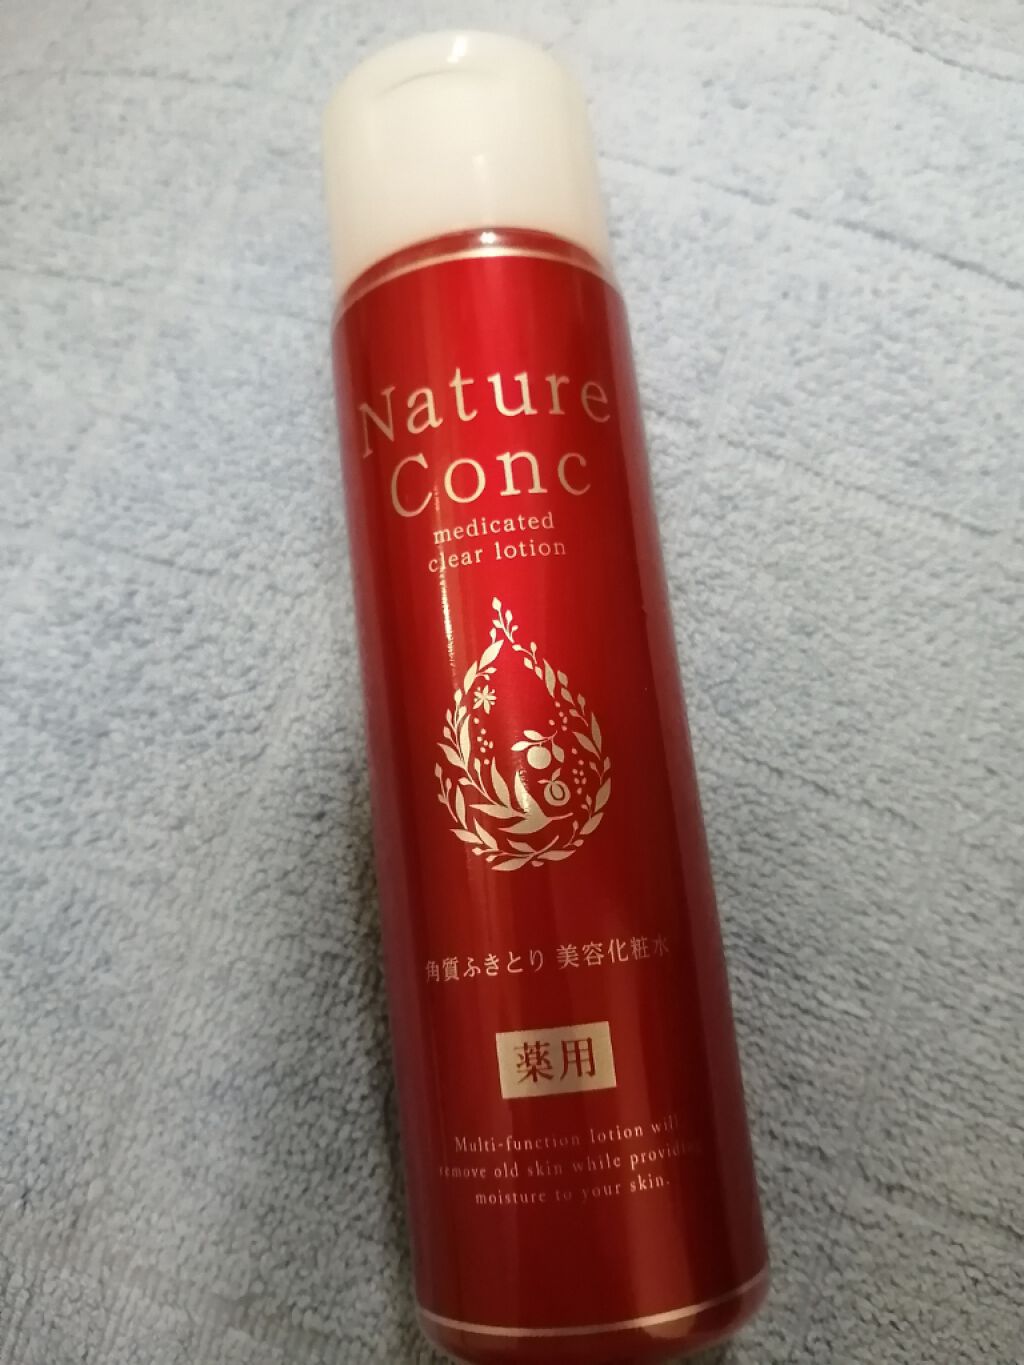 Nature
Conc
medicated
clear lotion
角質ふきとり 美容化粧水
薬用
Multi-function lotion will
remove old skin while providing
moisture to your skin.